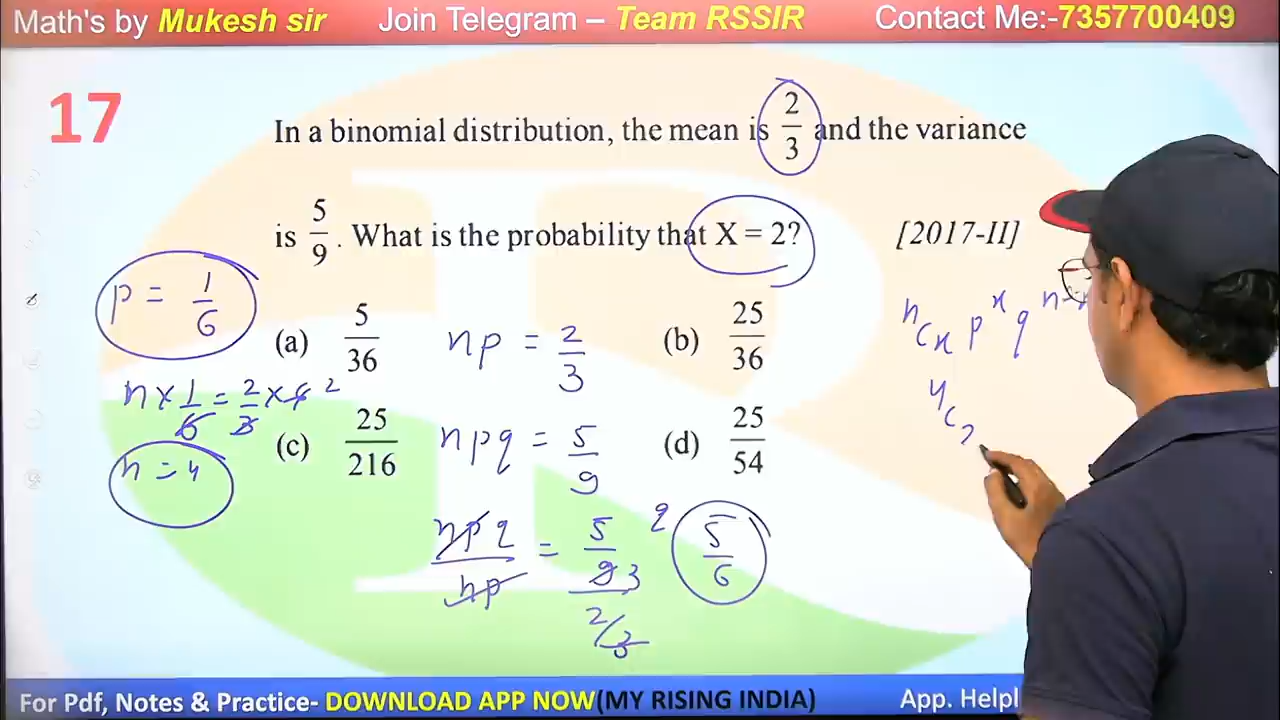 Math's by Mukesh sir Join Telegram – Team RSSIR Contact Me:-7357700409
17
In a binomial distribution, the mean is 2/3 and the variance
is 5/9. What is the probability that X = 2? [2017-II]
(a) 5/36 (b) 25/36
(c) 25/216 (d) 25/54
p = 1/6
n × 1/6 = 2/3 × 4 2
n = 4
np = 2/3
npq = 5/9
npq/np = 5/9 3 / 2/3
q 5/6
nCx p^x q^n-x
4C2
For Pdf, Notes & Practice- DOWNLOAD APP NOW(MY RISING INDIA) App.